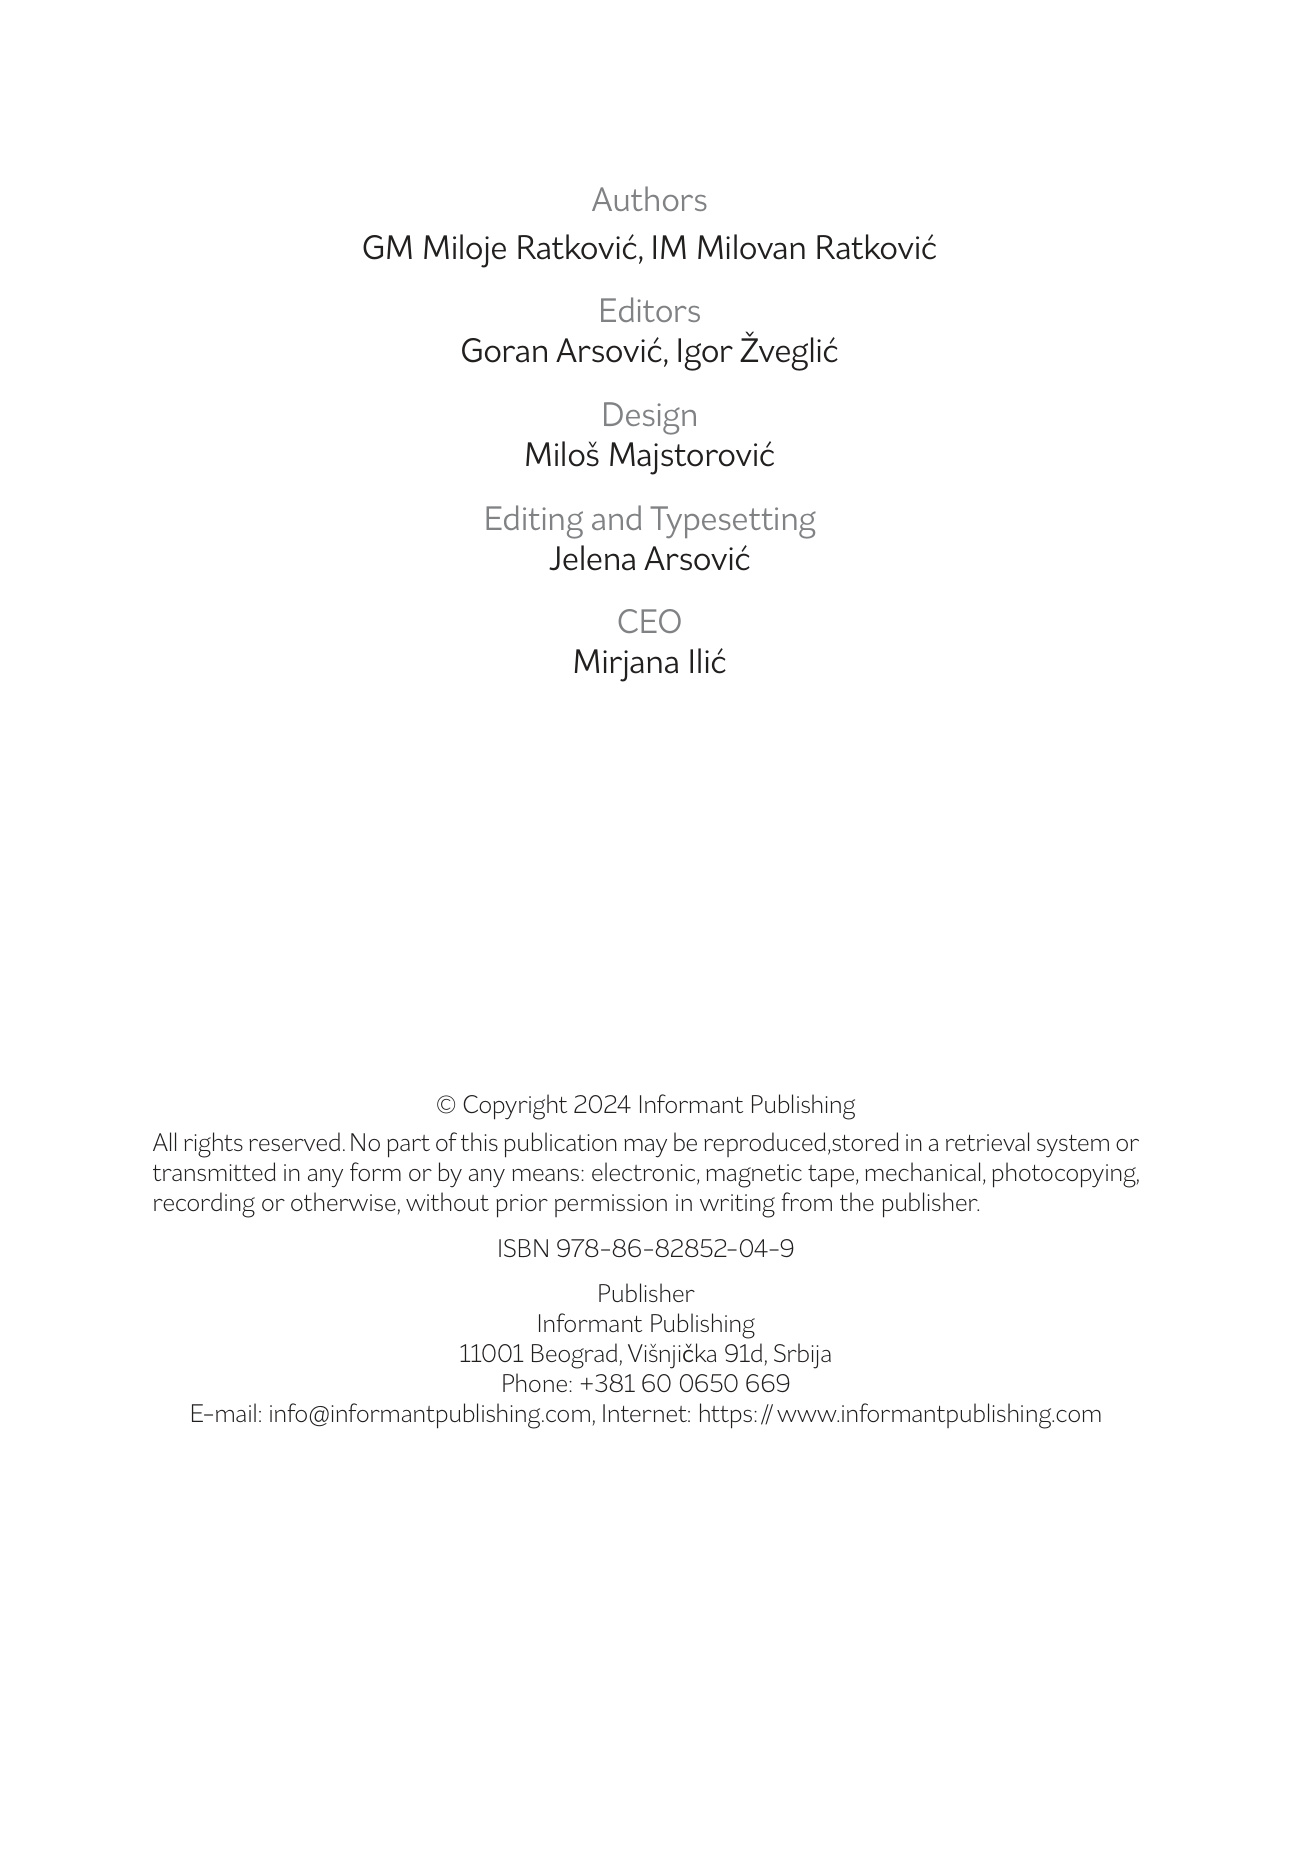 Authors
GM Miloje Ratković, IM Milovan Ratković
Editors
Goran Arsović, Igor Žveglić
Design
Miloš Majstorović
Editing and Typesetting
Jelena Arsović
CEO
Mirjana Ilić
© Copyright 2024 Informant Publishing
All rights reserved. No part of this publication may be reproduced,stored in a retrieval system or
transmitted in any form or by any means: electronic, magnetic tape, mechanical, photocopying,
recording or otherwise, without prior permission in writing from the publisher.
ISBN 978-86-82852-04-9
Publisher
Informant Publishing
11001 Beograd, Višnjička 91d, Srbija
Phone: +381 60 0650 669
E-mail: info@informantpublishing.com, Internet: https: // www.informantpublishing.com